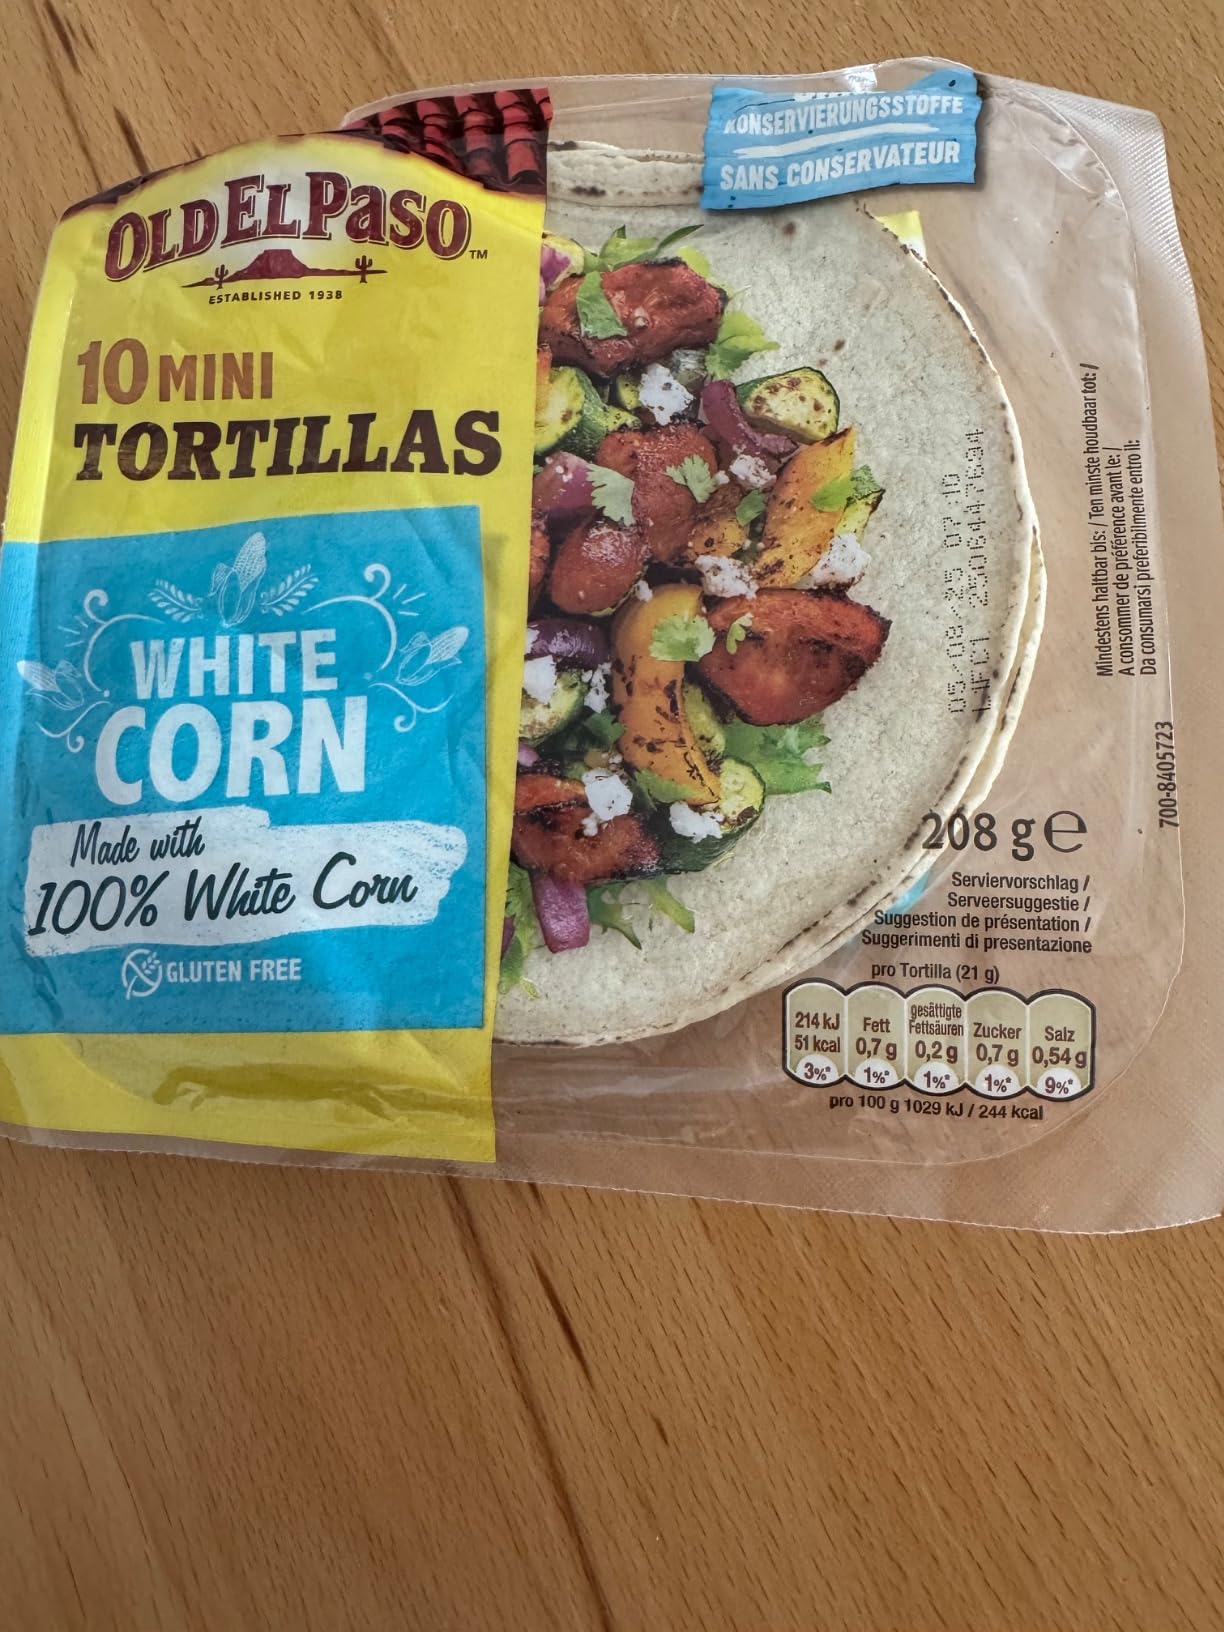 KONSERVIERUNGSSTOFFE
SANS CONSERVATEUR
OLD EL PASO™
ESTABLISHED 1938
10 MINI
TORTILLAS
WHITE
CORN
Made with
100% White Corn
GLUTEN FREE
05/08/25 07:10
Mindestens haltbar bis: / Ten minste houdbaar tot: /
A consommer de préférence avant le: /
Da consumarsi preferibilmente entro il:
700-8405723
208 g e
Serviervorschlag /
Serveersuggestie /
Suggestion de présentation /
Suggerimenti di presentazione
pro Tortilla (21 g)
214 kJ 51 kcal 3%*
Fett 0,7 g 1%*
gesättigte Fettsäuren 0,2 g 1%*
Zucker 0,7 g 1%*
Salz 0,54 g 9%*
pro 100 g 1029 kJ / 244 kcal